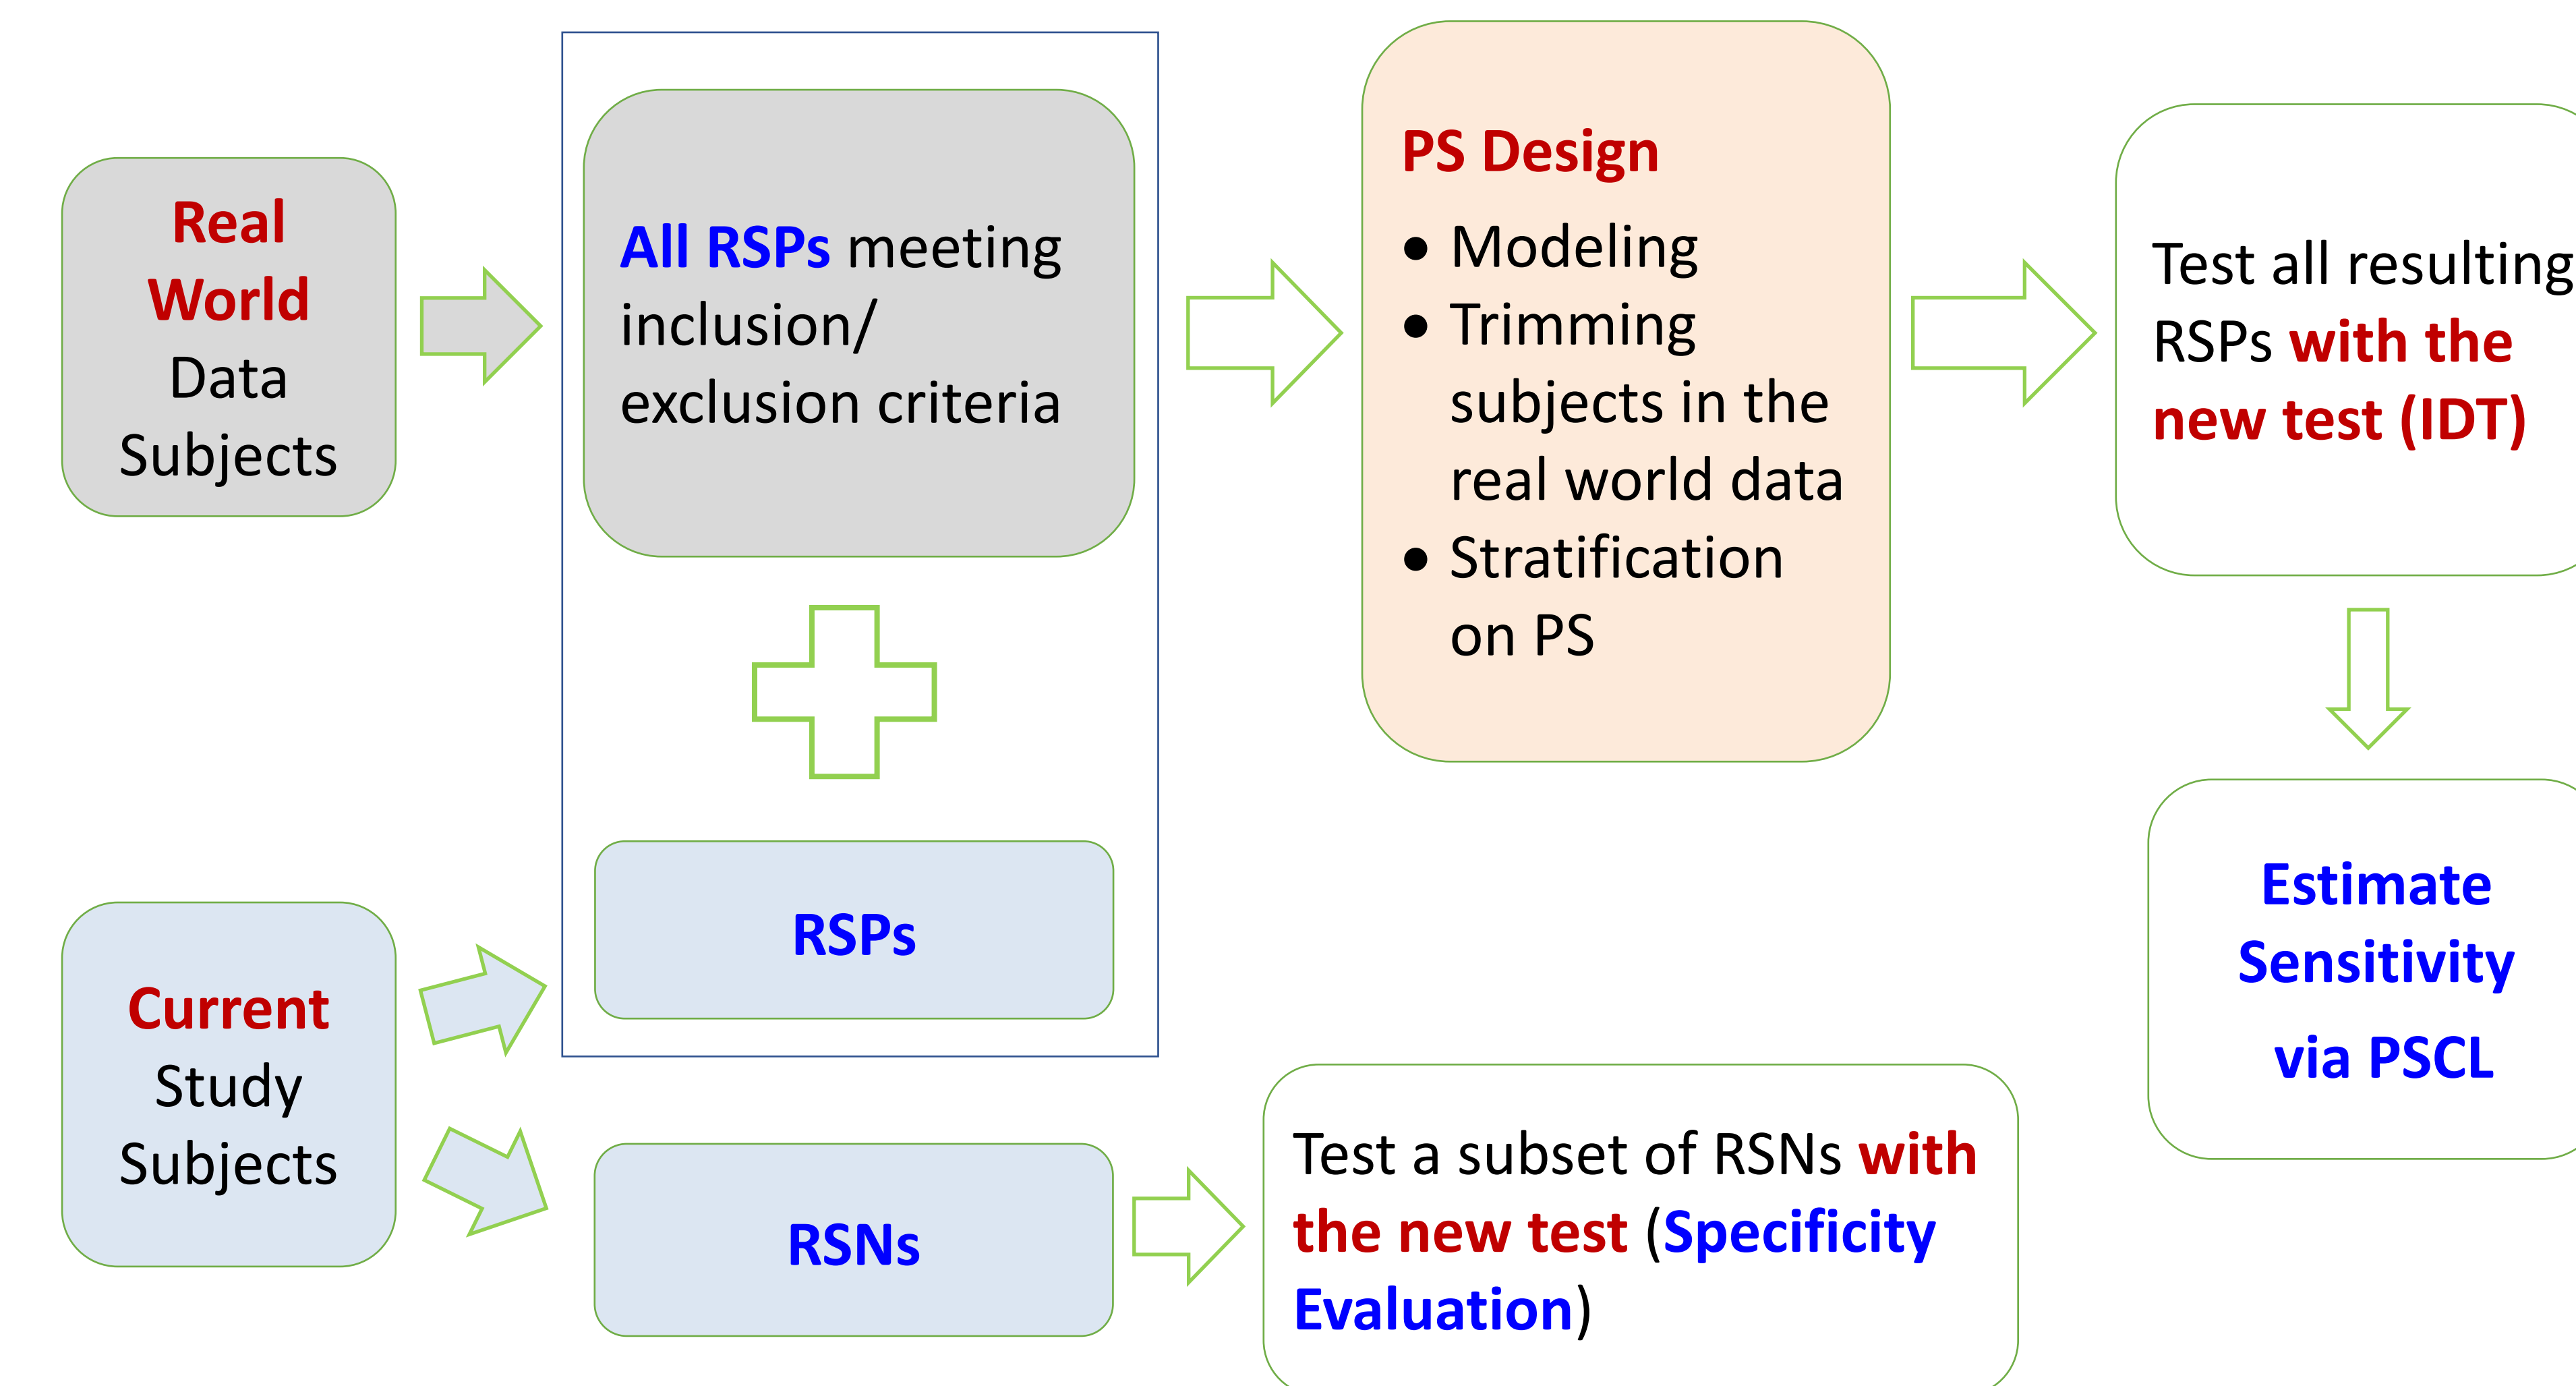 Real
World
Data
Subjects
All RSPs meeting
inclusion/
exclusion criteria
RSPs
PS Design
• Modeling
• Trimming
subjects in the
real world data
• Stratification
on PS
Test all resulting
RSPs with the
new test (IDT)
Estimate
Sensitivity
via PSCL
Current
Study
Subjects
RSNs
Test a subset of RSNs with
the new test (Specificity
Evaluation)